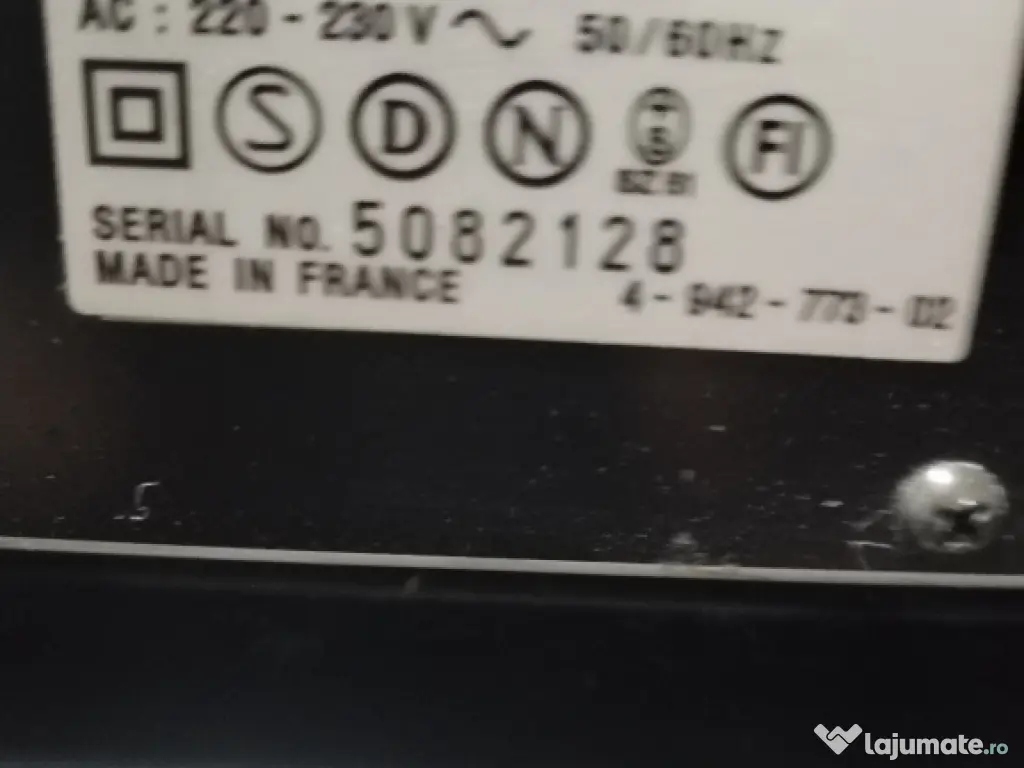 AC : 220 - 230 V ~ 50/60HZ
S D N + S FI
SERIAL NO. 5082128
MADE IN FRANCE 4-942-773-02
lajumate.ro